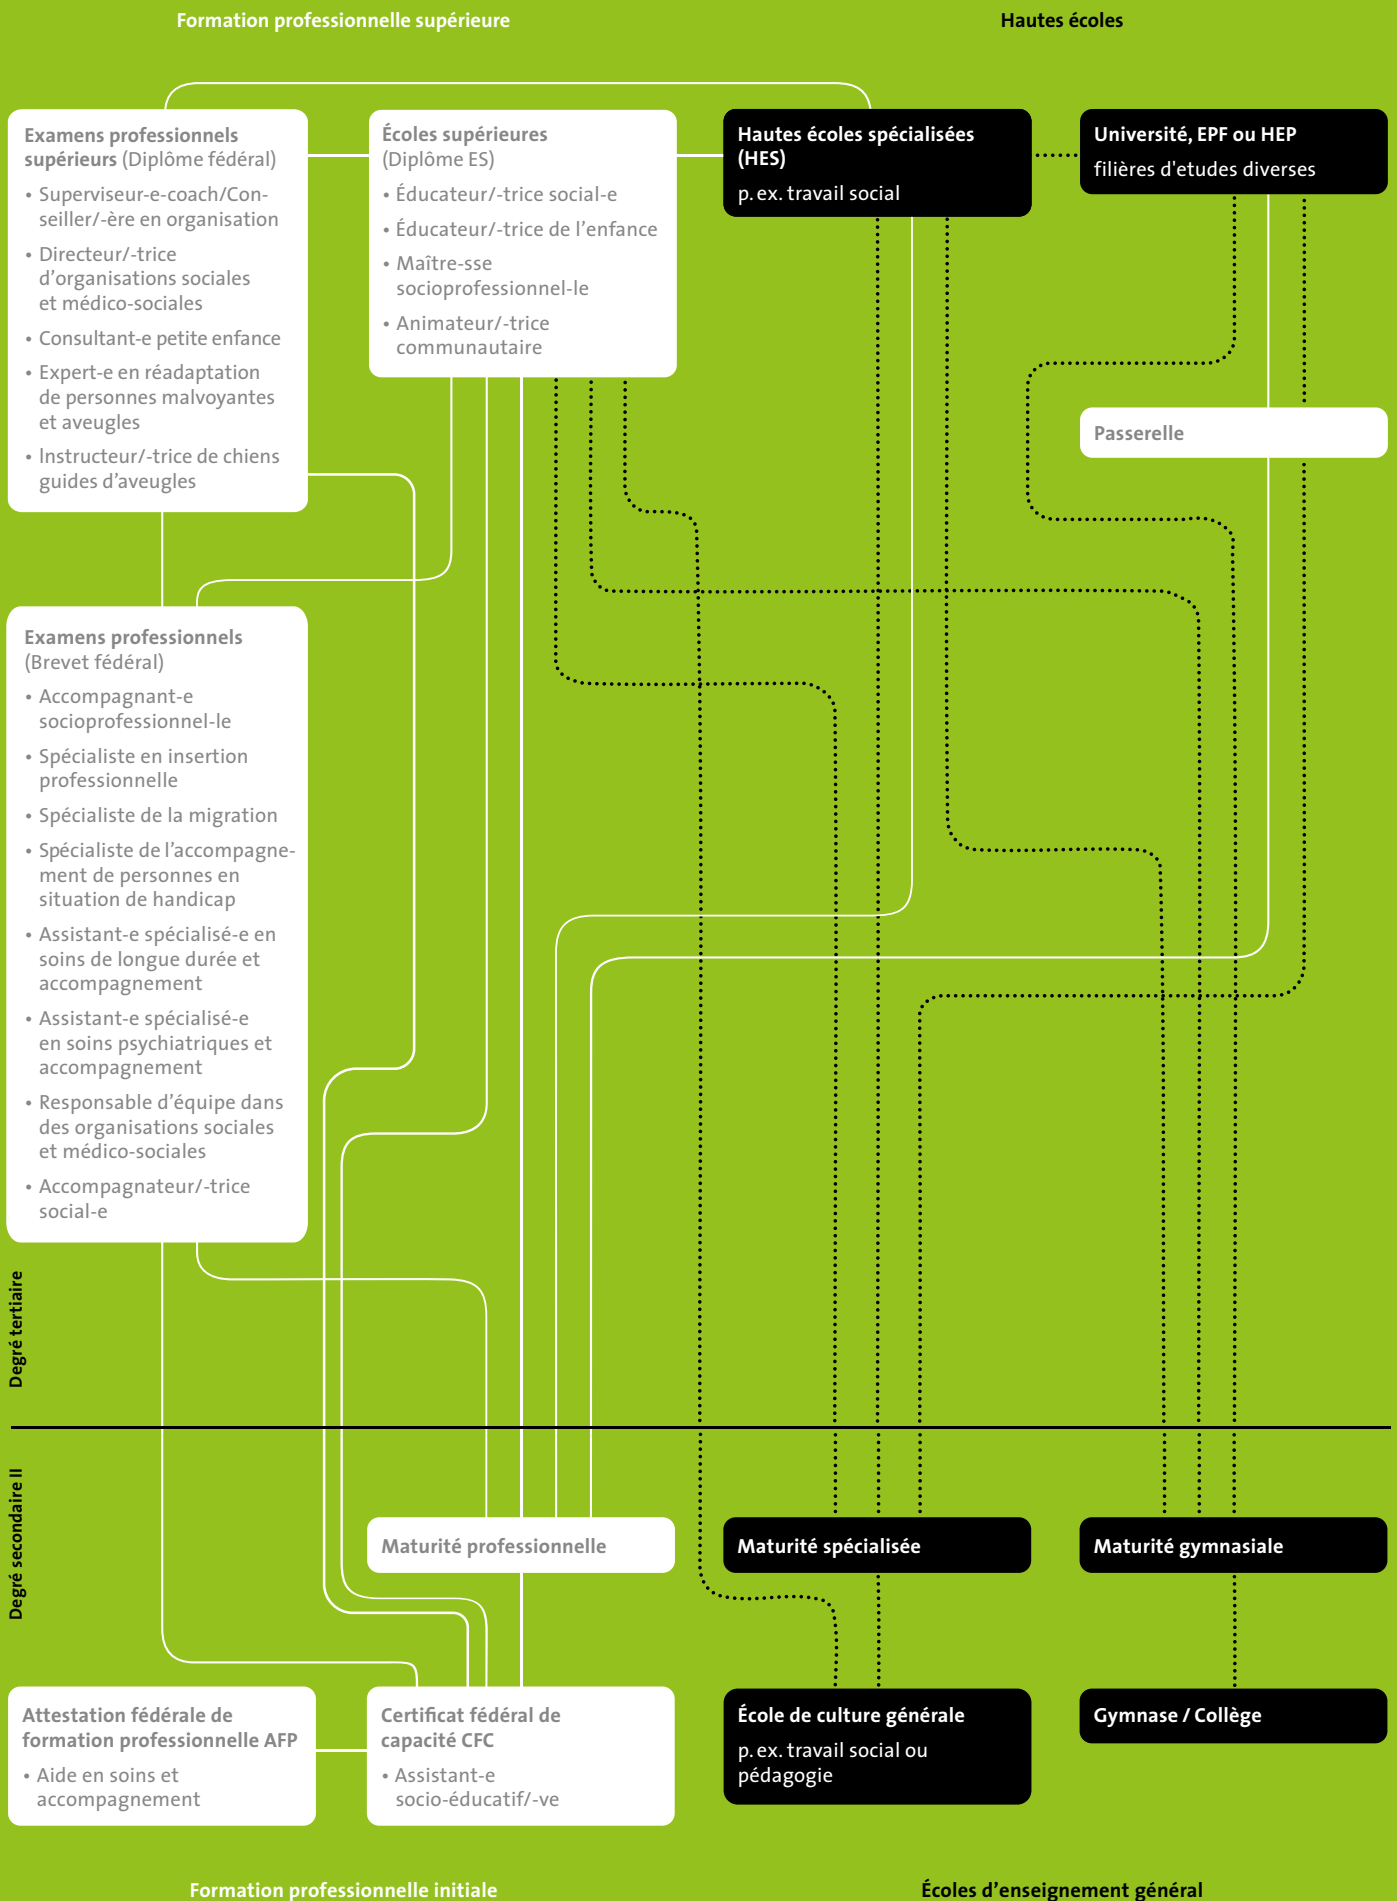 Formation professionnelle supérieure
Hautes écoles
Examens professionnels
supérieurs (Diplôme fédéral)
• Superviseur-e-coach/Con-
seiller/-ère en organisation
• Directeur/-trice
d'organisations sociales
et médico-sociales
• Consultant-e petite enfance
• Expert-e en réadaptation
de personnes malvoyantes
et aveugles
• Instructeur/-trice de chiens
guides d'aveugles
Écoles supérieures
(Diplôme ES)
• Éducateur/-trice social-e
• Éducateur/-trice de l'enfance
• Maître-sse
socioprofessionnel-le
• Animateur/-trice
communautaire
Hautes écoles spécialisées
(HES)
p. ex. travail social
Université, EPF ou HEP
filières d'etudes diverses
Passerelle
Examens professionnels
(Brevet fédéral)
• Accompagnant-e
socioprofessionnel-le
• Spécialiste en insertion
professionnelle
• Spécialiste de la migration
• Spécialiste de l'accompagne-
ment de personnes en
situation de handicap
• Assistant-e spécialisé-e en
soins de longue durée et
accompagnement
• Assistant-e spécialisé-e
en soins psychiatriques et
accompagnement
• Responsable d'équipe dans
des organisations sociales
et médico-sociales
• Accompagnateur/-trice
social-e
Degré tertiaire
Degré secondaire II
Maturité professionnelle
Maturité spécialisée
Maturité gymnasiale
Attestation fédérale de
formation professionnelle AFP
• Aide en soins et
accompagnement
Certificat fédéral de
capacité CFC
• Assistant-e
socio-éducatif/-ve
École de culture générale
p. ex. travail social ou
pédagogie
Gymnase / Collège
Formation professionnelle initiale
Écoles d'enseignement général